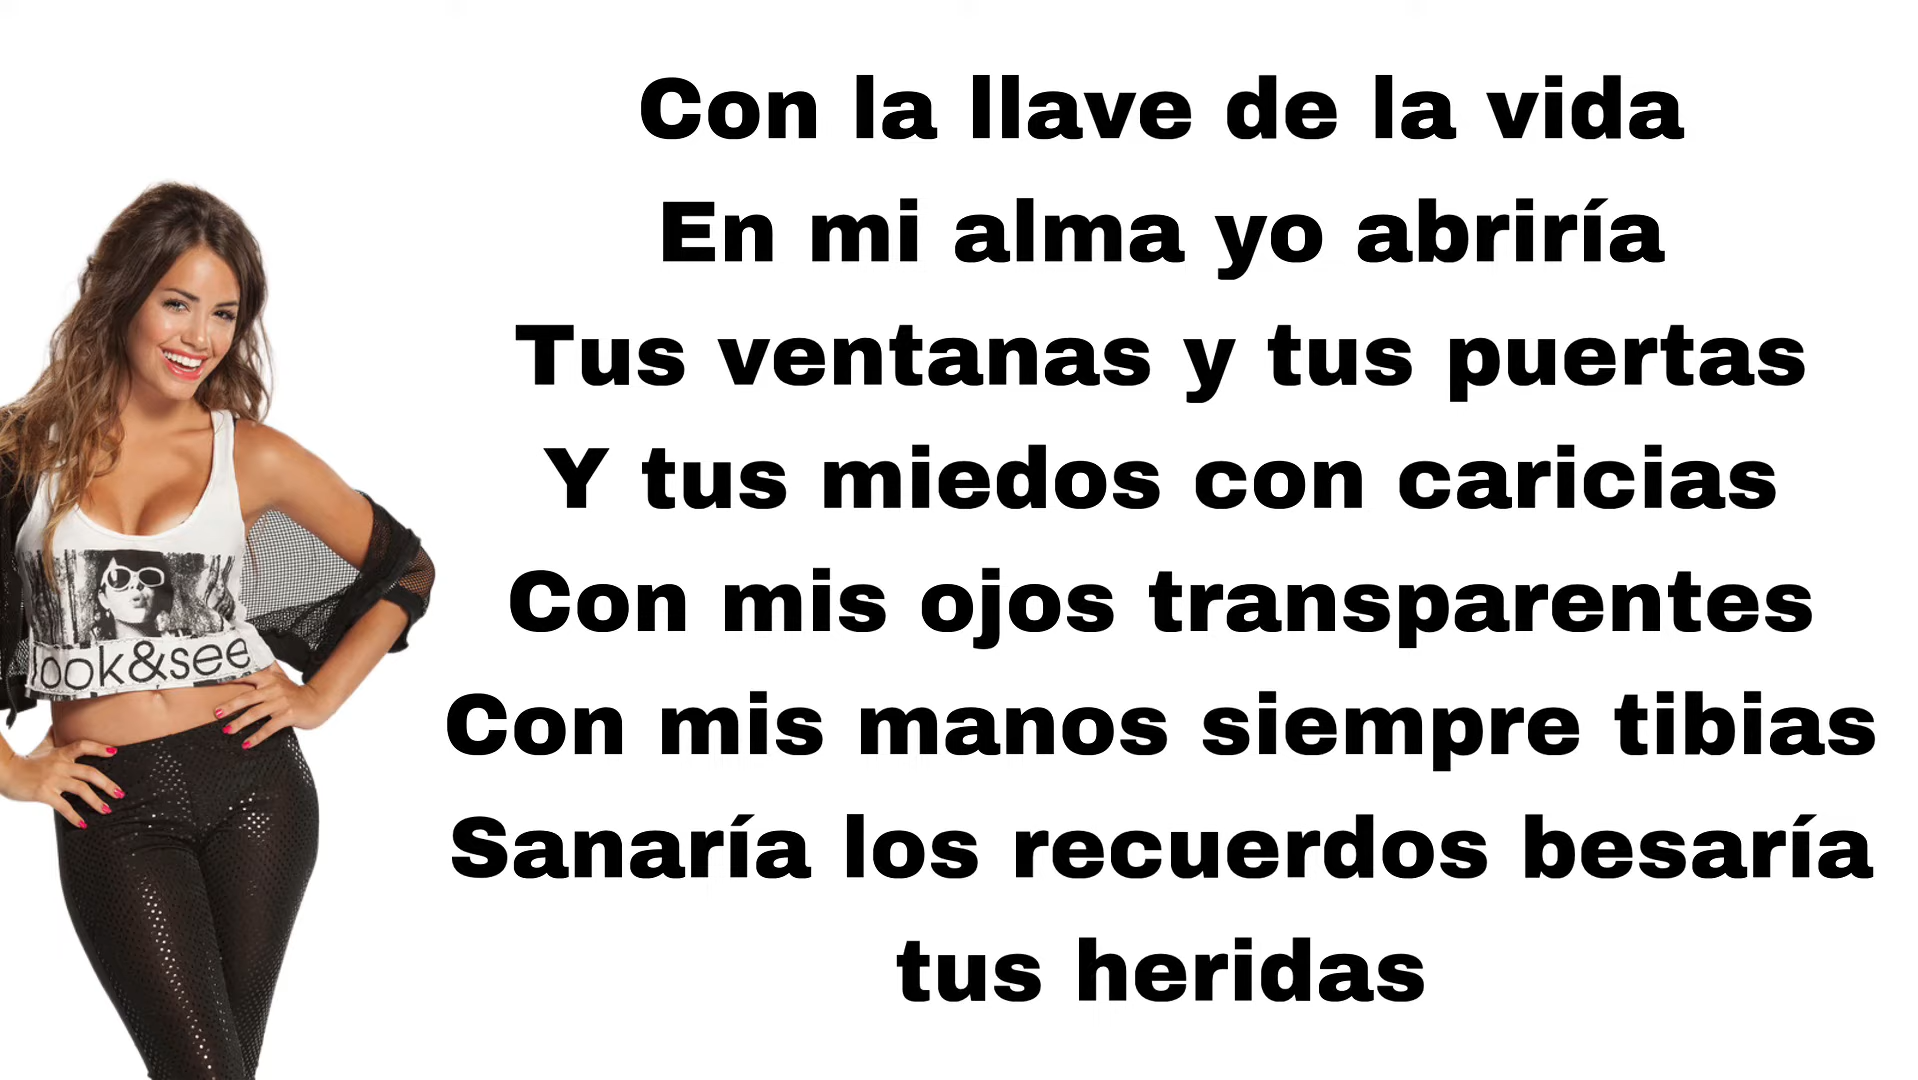 Con la llave de la vida
En mi alma yo abriría
Tus ventanas y tus puertas
Y tus miedos con caricias
Con mis ojos transparentes
Con mis manos siempre tibias
Sanaría los recuerdos besaría
tus heridas
look&see